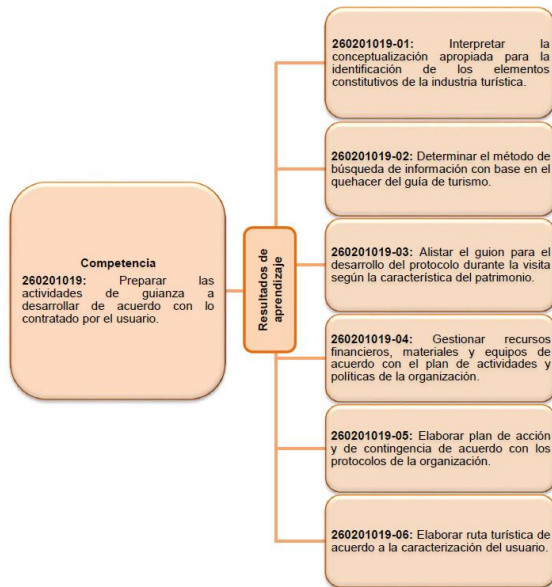 Competencia
260201019: Preparar las
actividades de guianza a
desarrollar de acuerdo con lo
contratado por el usuario.
Resultados de
aprendizaje
260201019-01: Interpretar la
conceptualización apropiada para la
identificación de los elementos
constitutivos de la industria turística.
260201019-02: Determinar el método de
búsqueda de información con base en el
quehacer del guía de turismo.
260201019-03: Alistar el guion para el
desarrollo del protocolo durante la visita
según la característica del patrimonio.
260201019-04: Gestionar recursos
financieros, materiales y equipos de
acuerdo con el plan de actividades y
políticas de la organización.
260201019-05: Elaborar plan de acción
y de contingencia de acuerdo con los
protocolos de la organización.
260201019-06: Elaborar ruta turística de
acuerdo a la caracterización del usuario.